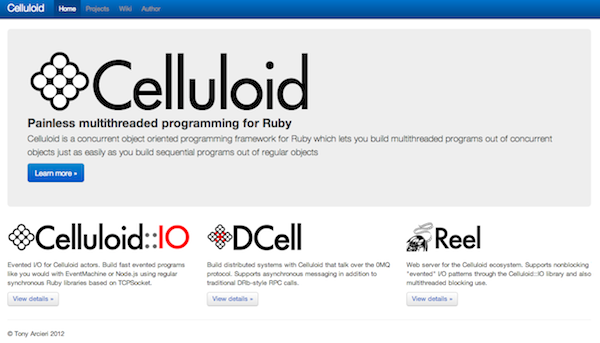 Celluloid Home Projects Wiki Author
Celluloid
Painless multithreaded programming for Ruby
Celluloid is a concurrent object oriented programming framework for Ruby which lets you build multithreaded programs out of concurrent
objects just as easily as you build sequential programs out of regular objects
Learn more »
Celluloid::IO
Evented I/O for Celluloid actors. Build fast evented programs
like you would with EventMachine or Node.js using regular
synchronous Ruby libraries based on TCPSocket.
View details »
DCell
Build distributed systems with Celluloid that talk over the 0MQ
protocol. Supports asynchronous messaging in addition to
traditional DRb-style RPC calls.
View details »
Reel
Web server for the Celluloid ecosystem. Supports nonblocking
"evented" I/O patterns through the Celluloid::IO library and also
multithreaded blocking use.
View details »
© Tony Arcieri 2012